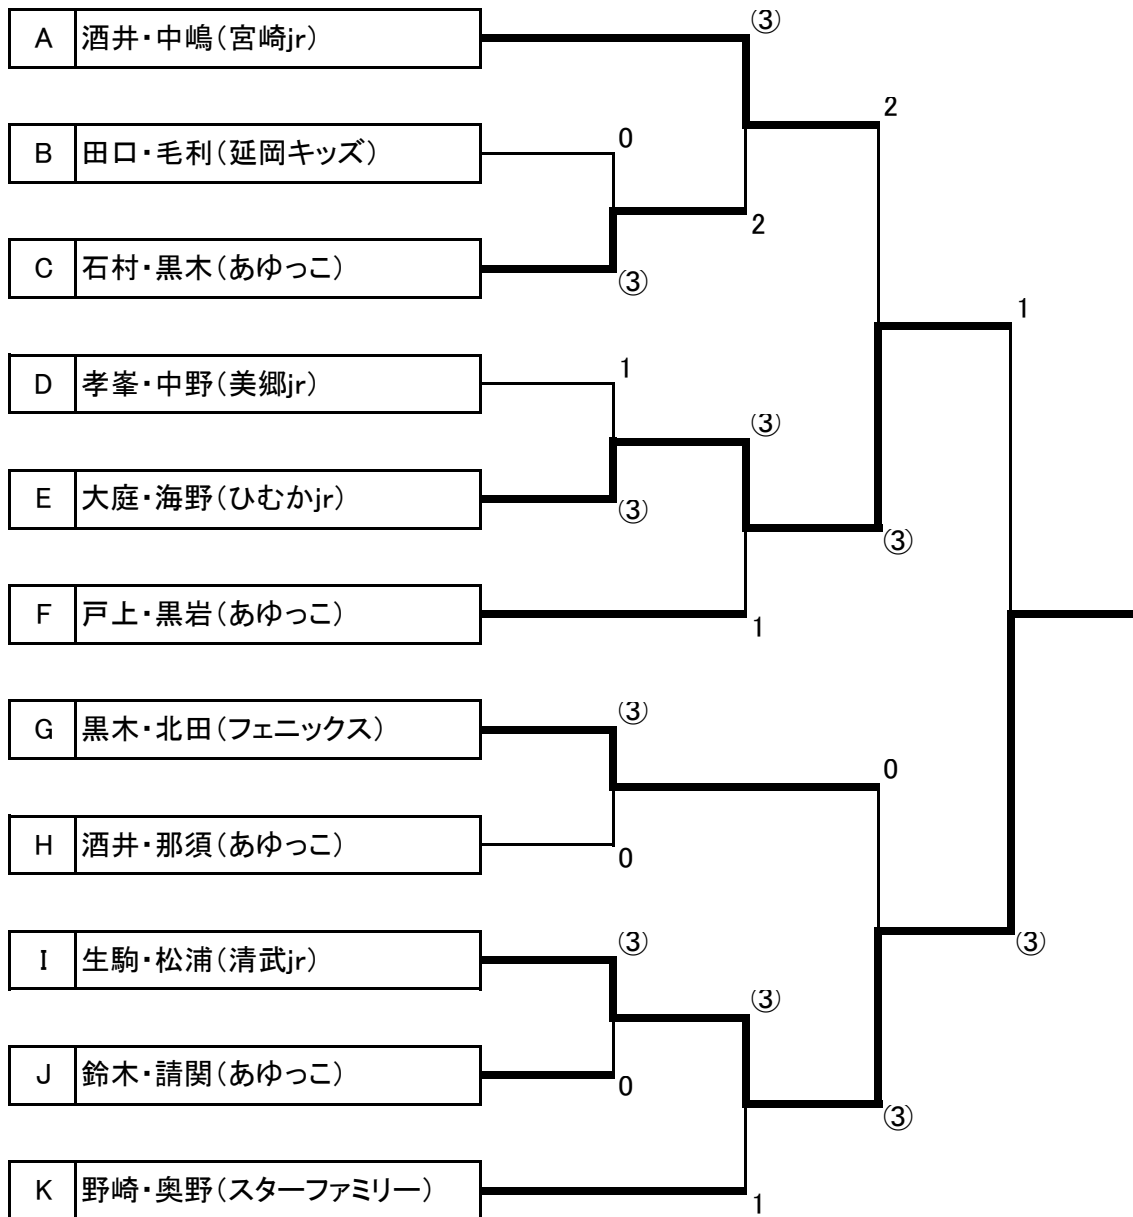 ③
A 酒井・中嶋(宮崎jr)
2
0
B 田口・毛利(延岡キッズ)
2
C 石村・黒木(あゆっこ)
③
1
1
D 孝峯・中野(美郷jr)
③
E 大庭・海野(ひむかjr)
③
③
F 戸上・黒岩(あゆっこ)
1
③
G 黒木・北田(フェニックス)
0
H 酒井・那須(あゆっこ)
0
③
③
I 生駒・松浦(清武jr)
③
J 鈴木・請関(あゆっこ)
0
③
K 野崎・奥野(スターファミリー)
1